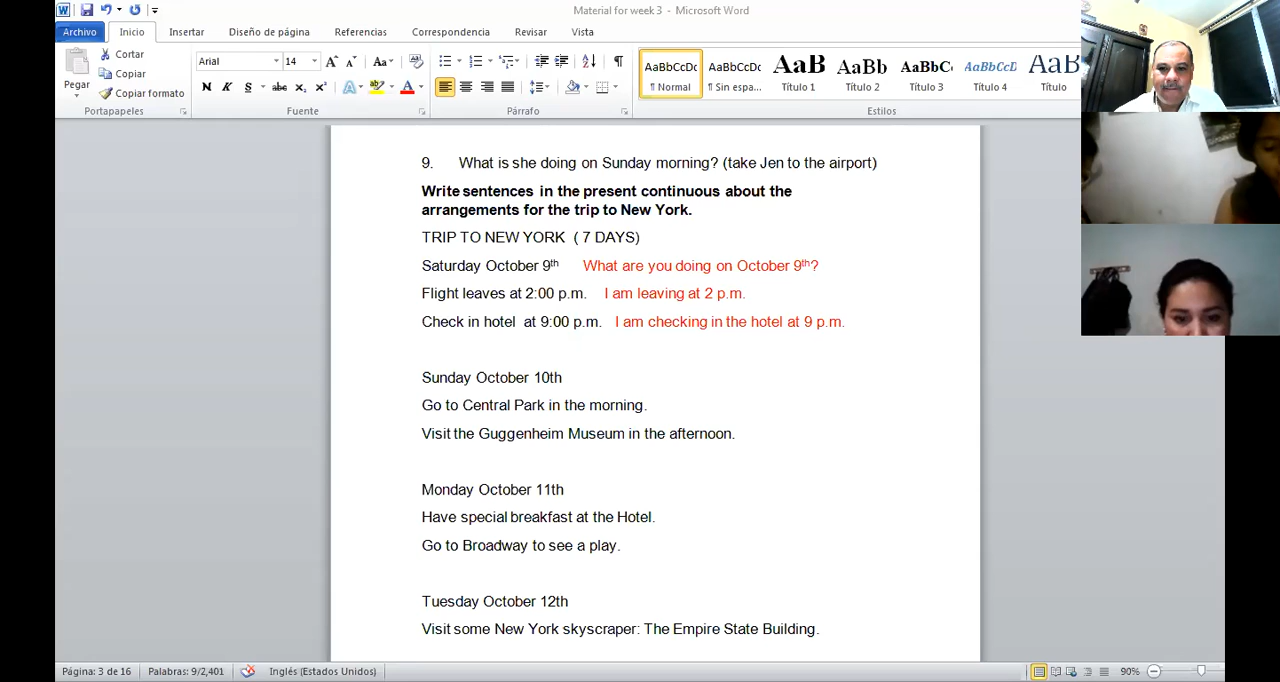 Material for week 3 - Microsoft Word
Archivo Inicio Insertar Diseño de página Referencias Correspondencia Revisar Vista
Pegar
Cortar
Copiar
Copiar formato
Portapapeles
Arial 14
N K S abc x₂ x²
Fuente
Párrafo
AaBbCcDc AaBbCcDc AaB AaBb AaBbCc AaBbCcD AaB
¶ Normal ¶ Sin espa... Título 1 Título 2 Título 3 Título 4 Título
Estilos
9. What is she doing on Sunday morning? (take Jen to the airport)
Write sentences in the present continuous about the
arrangements for the trip to New York.
TRIP TO NEW YORK ( 7 DAYS)
Saturday October 9th What are you doing on October 9th?
Flight leaves at 2:00 p.m. I am leaving at 2 p.m.
Check in hotel at 9:00 p.m. I am checking in the hotel at 9 p.m.
Sunday October 10th
Go to Central Park in the morning.
Visit the Guggenheim Museum in the afternoon.
Monday October 11th
Have special breakfast at the Hotel.
Go to Broadway to see a play.
Tuesday October 12th
Visit some New York skyscraper: The Empire State Building.
Página: 3 de 16 Palabras: 9/2,401 Inglés (Estados Unidos) 90%